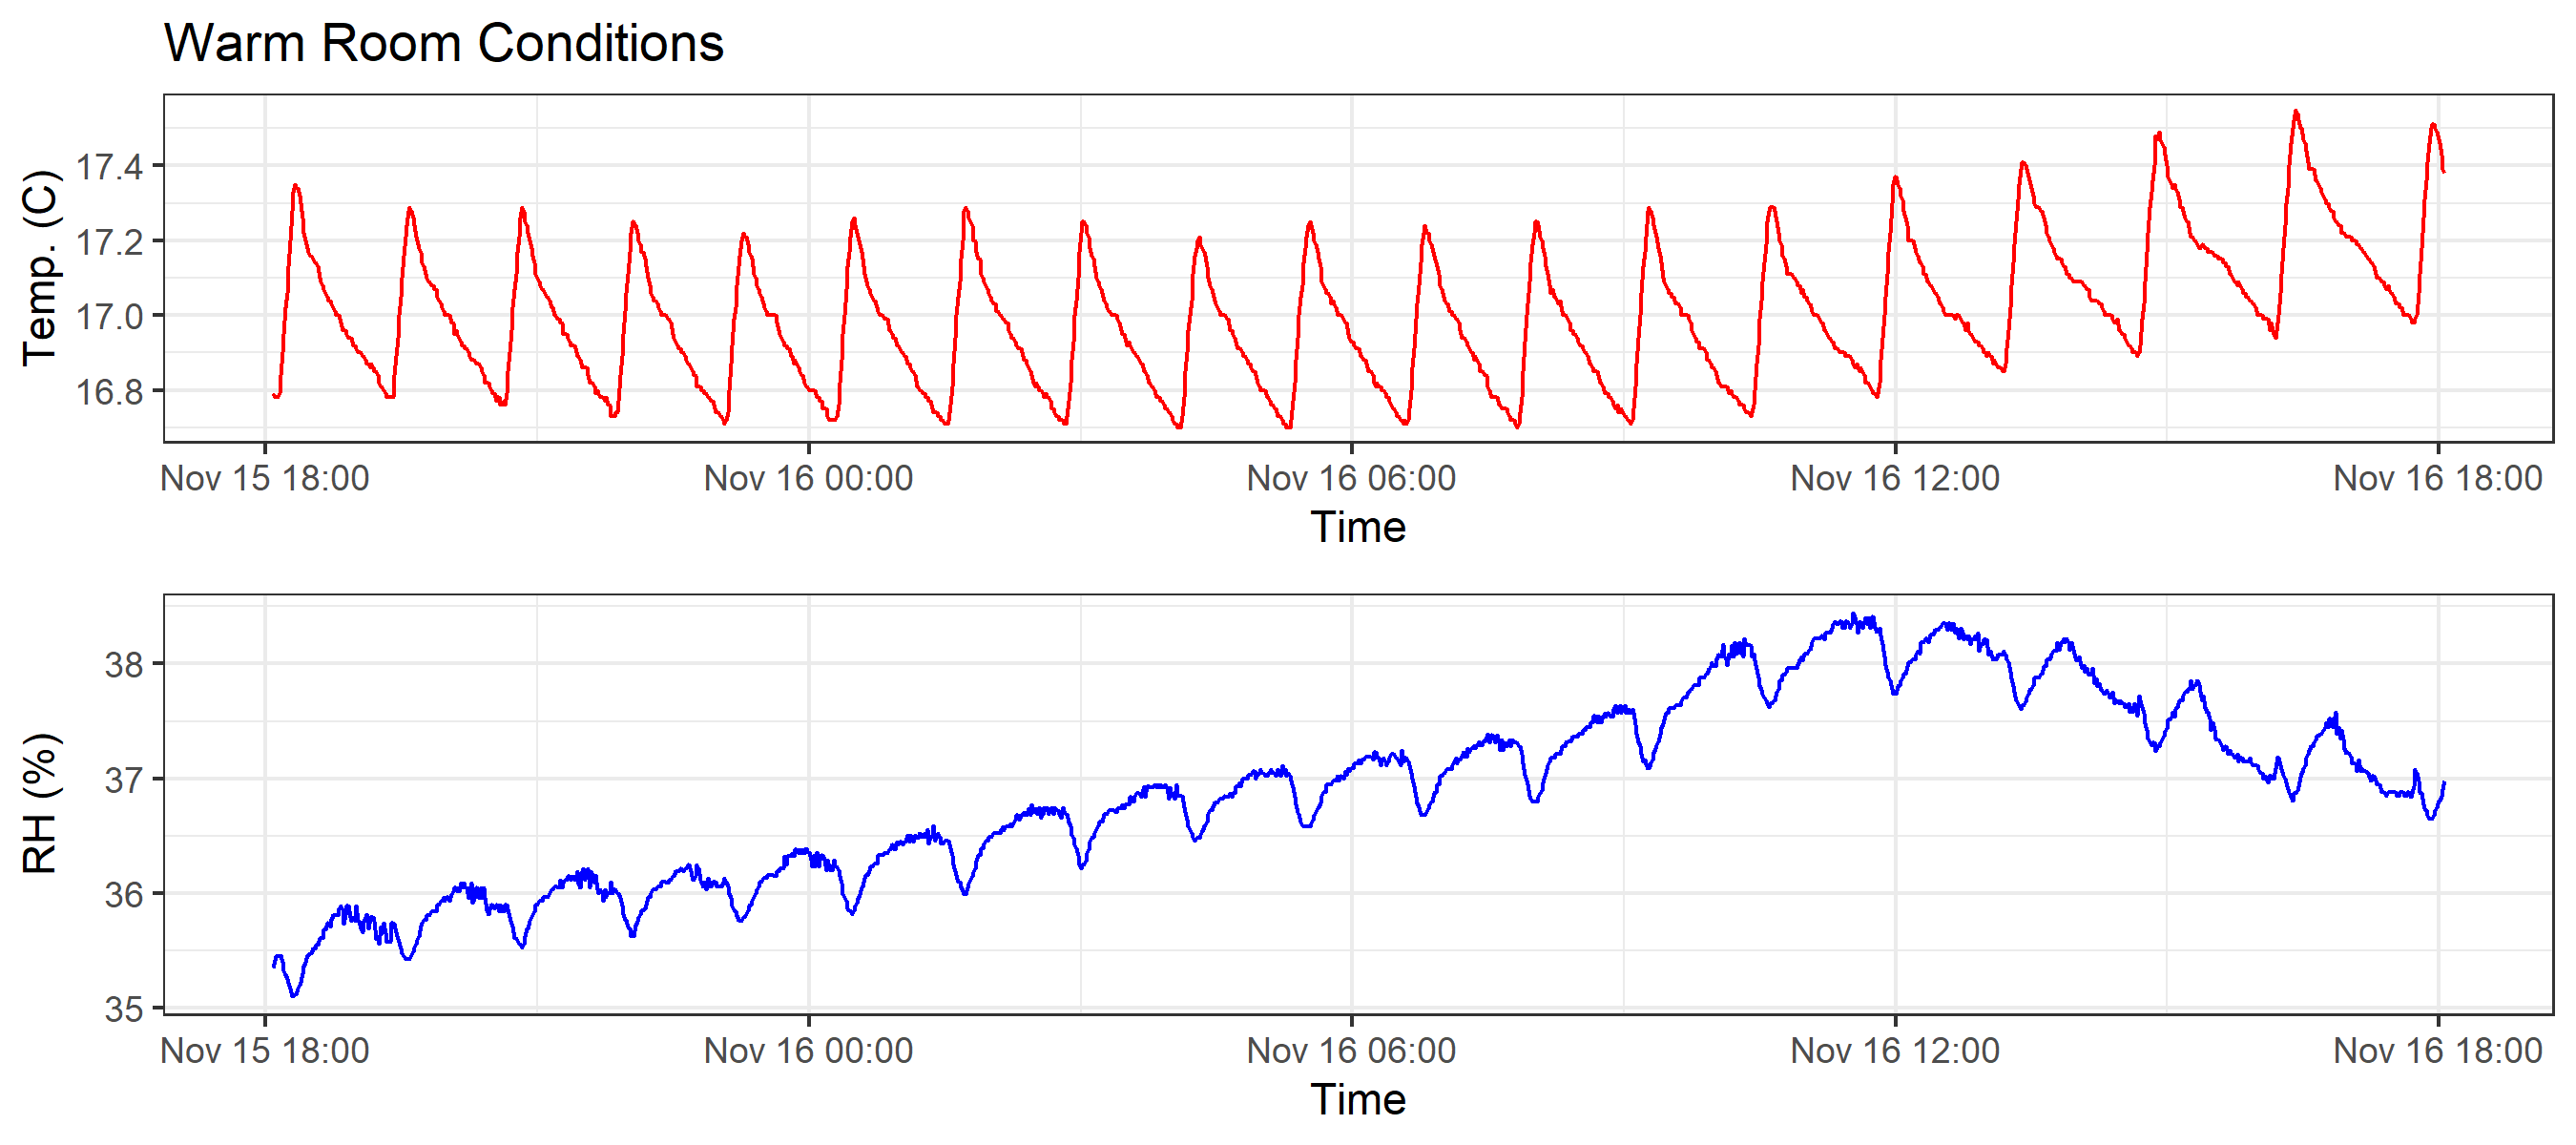 Warm Room Conditions
Temp. (C)
17.4
17.2
17.0
16.8
Nov 15 18:00 Nov 16 00:00 Nov 16 06:00 Nov 16 12:00 Nov 16 18:00
Time
RH (%)
38
37
36
35
Nov 15 18:00 Nov 16 00:00 Nov 16 06:00 Nov 16 12:00 Nov 16 18:00
Time